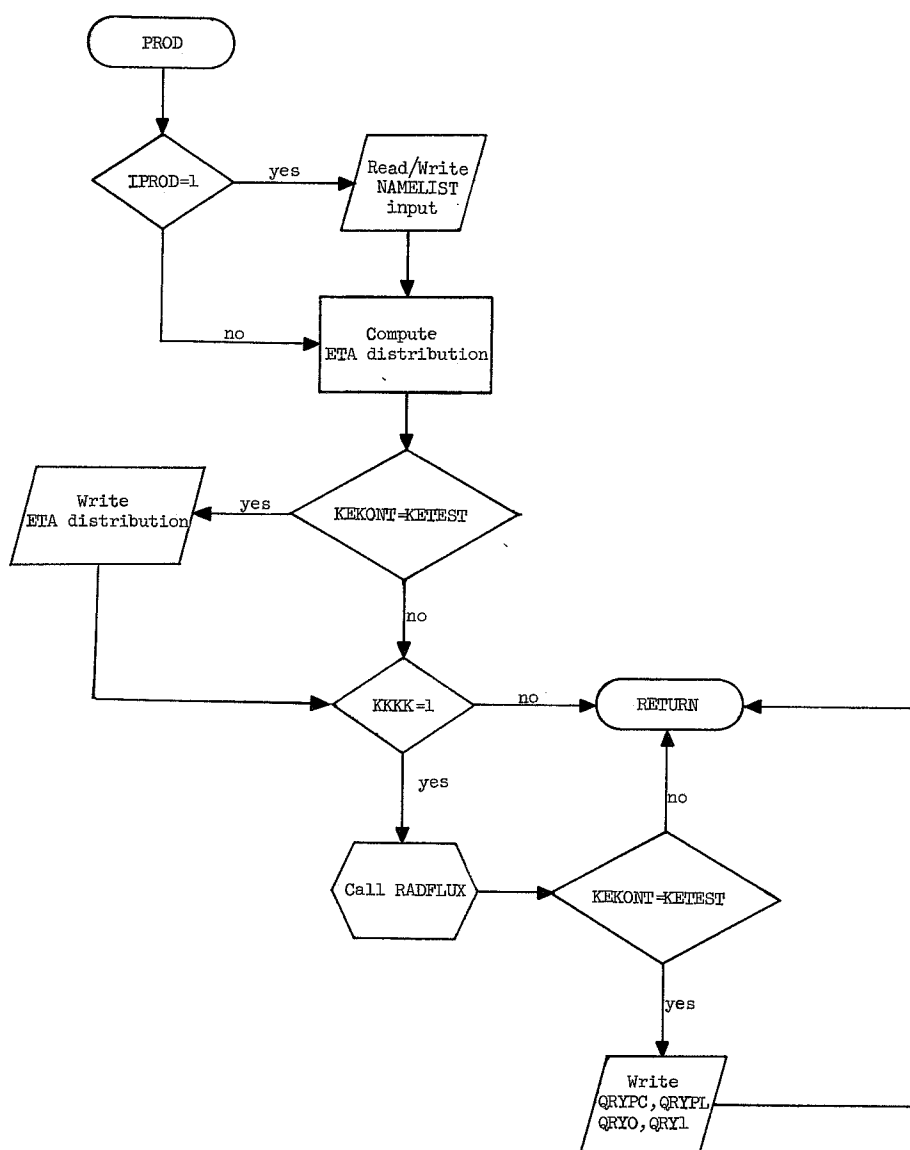 PROD
IPROD=1
yes
Read/Write
NAMELIST
input
no
Compute
ETA distribution
KEKONT=KETEST
yes
Write
ETA distribution
no
KKKK=1
no
RETURN
yes
no
Call RADFLUX
KEKONT=KETEST
yes
Write
QRYPC,QRYPL
QRYO,QRY1